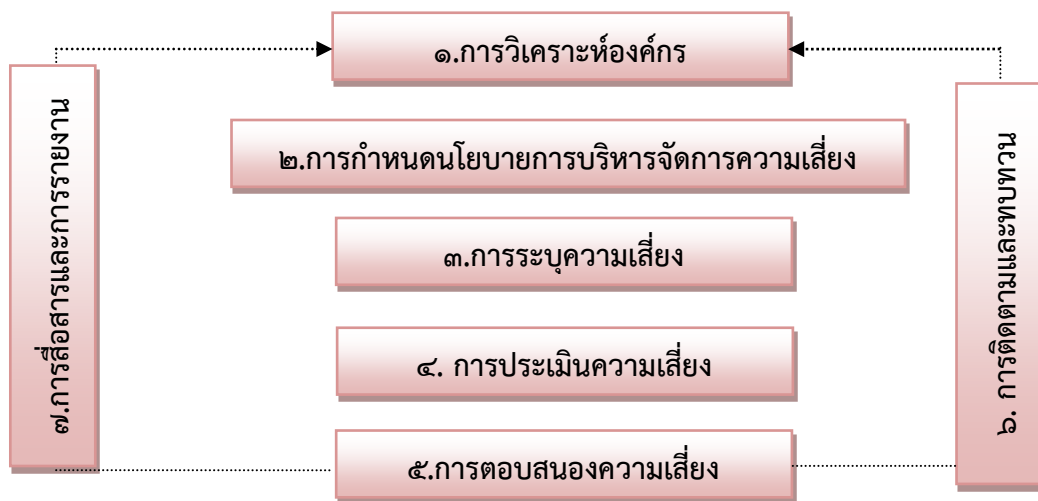 ๑.การวิเคราะห์องค์กร
๒.การกำหนดนโยบายการบริหารจัดการความเสี่ยง
๓.การระบุความเสี่ยง
๔. การประเมินความเสี่ยง
๕.การตอบสนองความเสี่ยง
๖. การติดตามและทบทวน
๗.การสื่อสารและการรายงาน